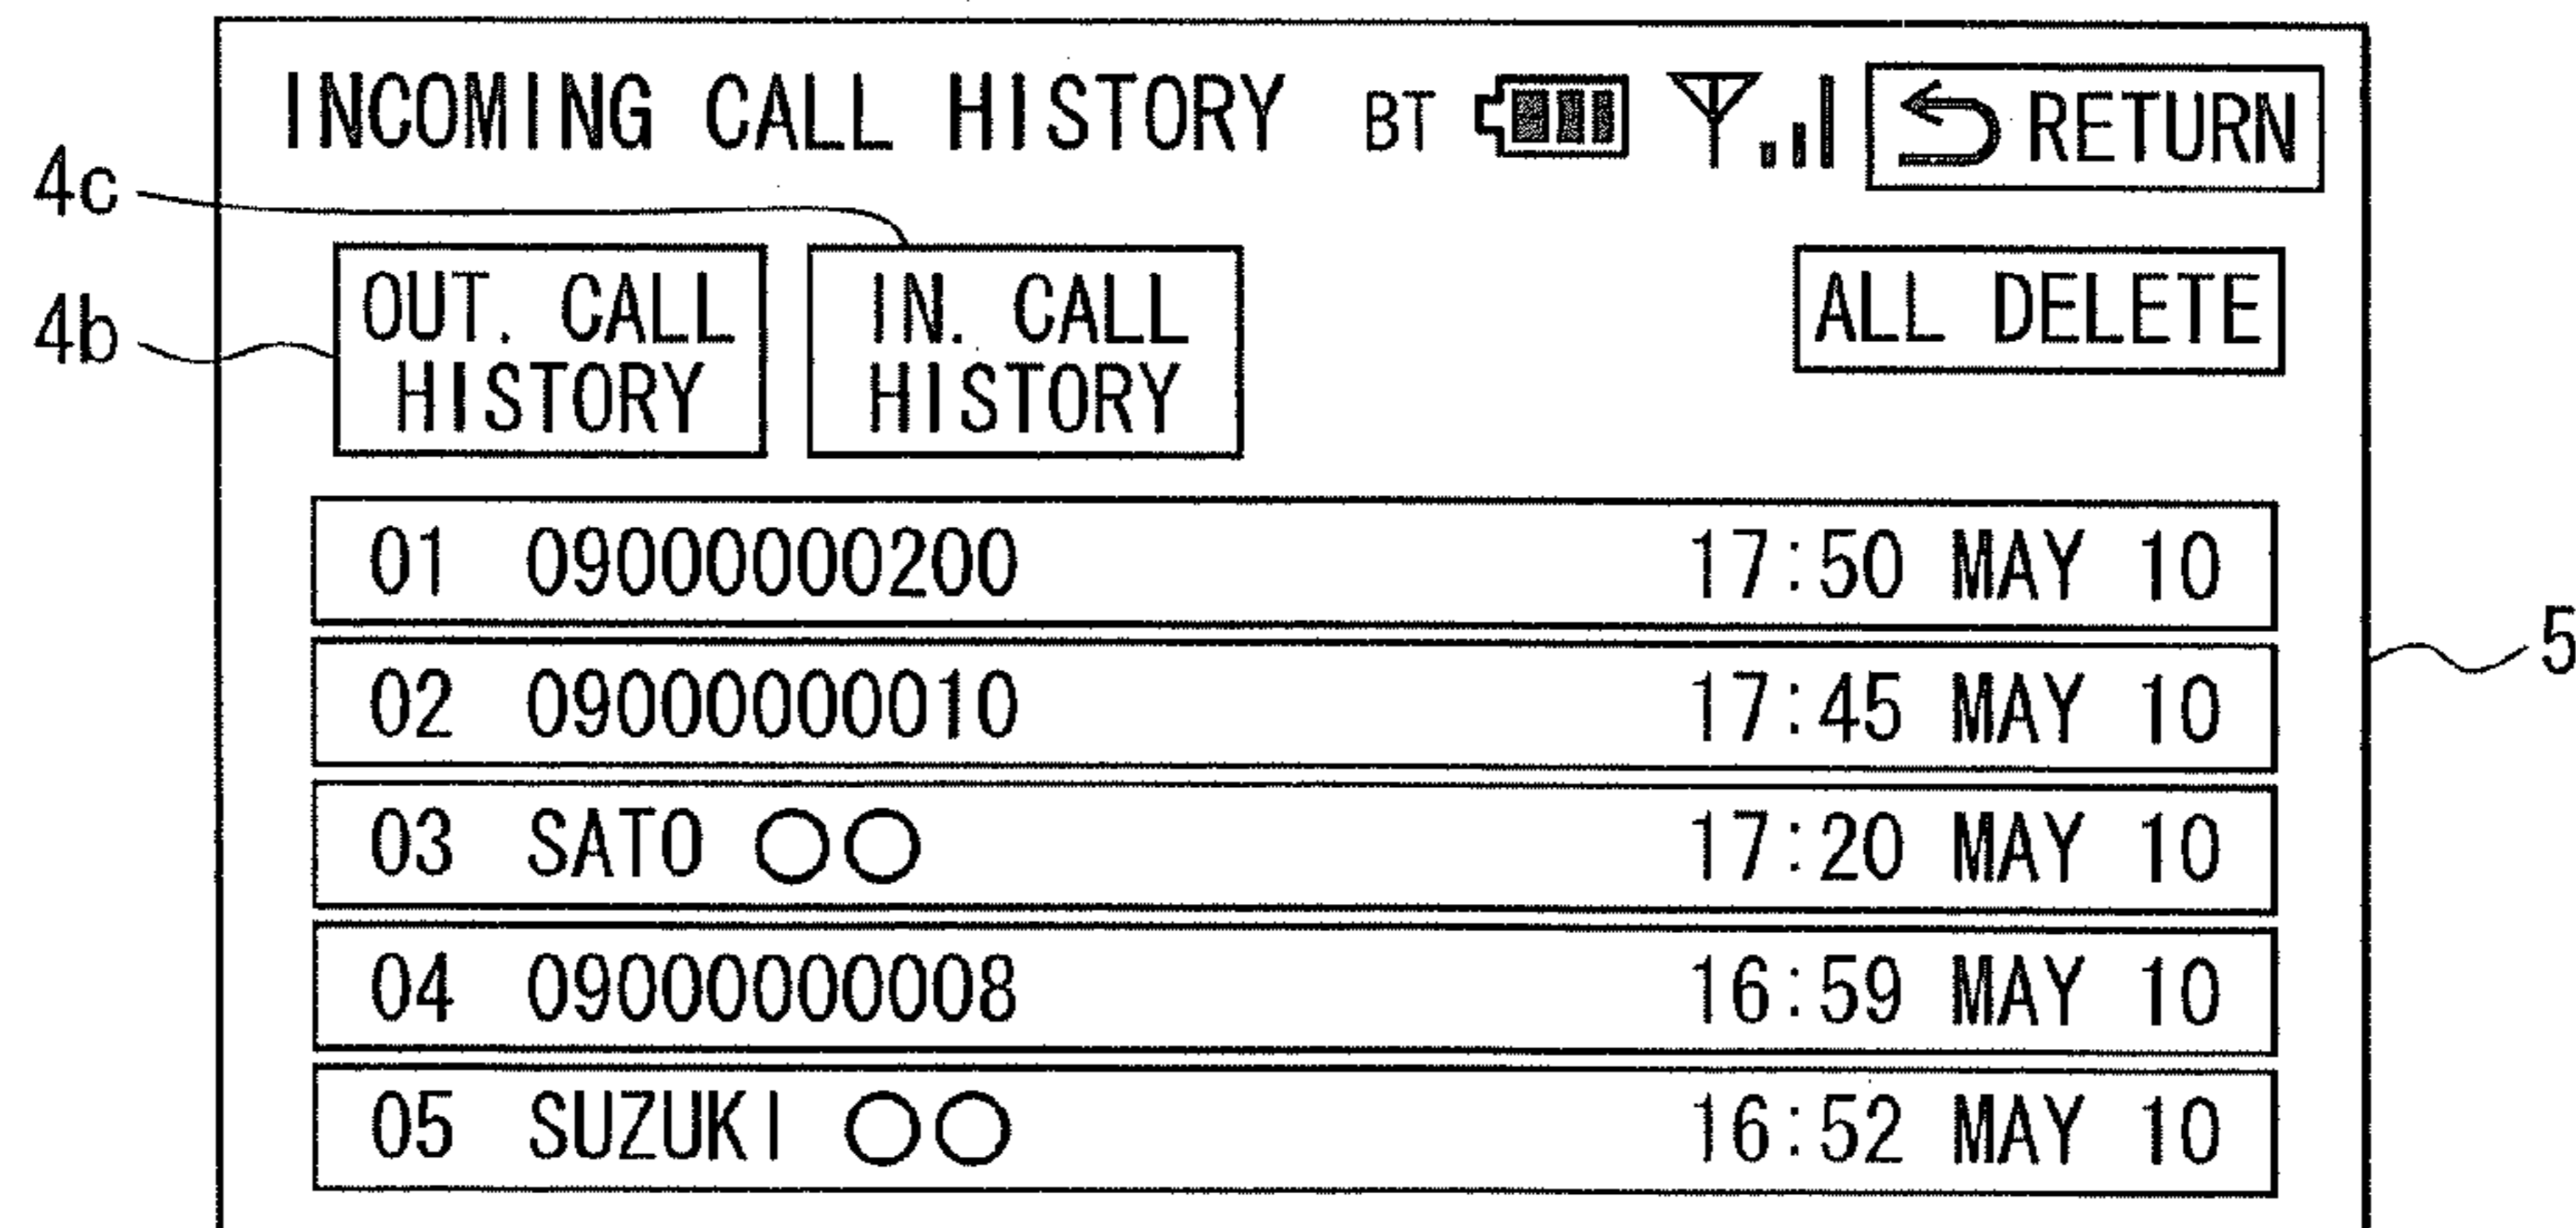 INCOMING CALL HISTORY BT RETURN
4c
OUT. CALL HISTORY
IN. CALL HISTORY
ALL DELETE
4b
01 09000000200 17:50 MAY 10
02 09000000010 17:45 MAY 10
5
03 SATO ○○ 17:20 MAY 10
04 09000000008 16:59 MAY 10
05 SUZUKI ○○ 16:52 MAY 10